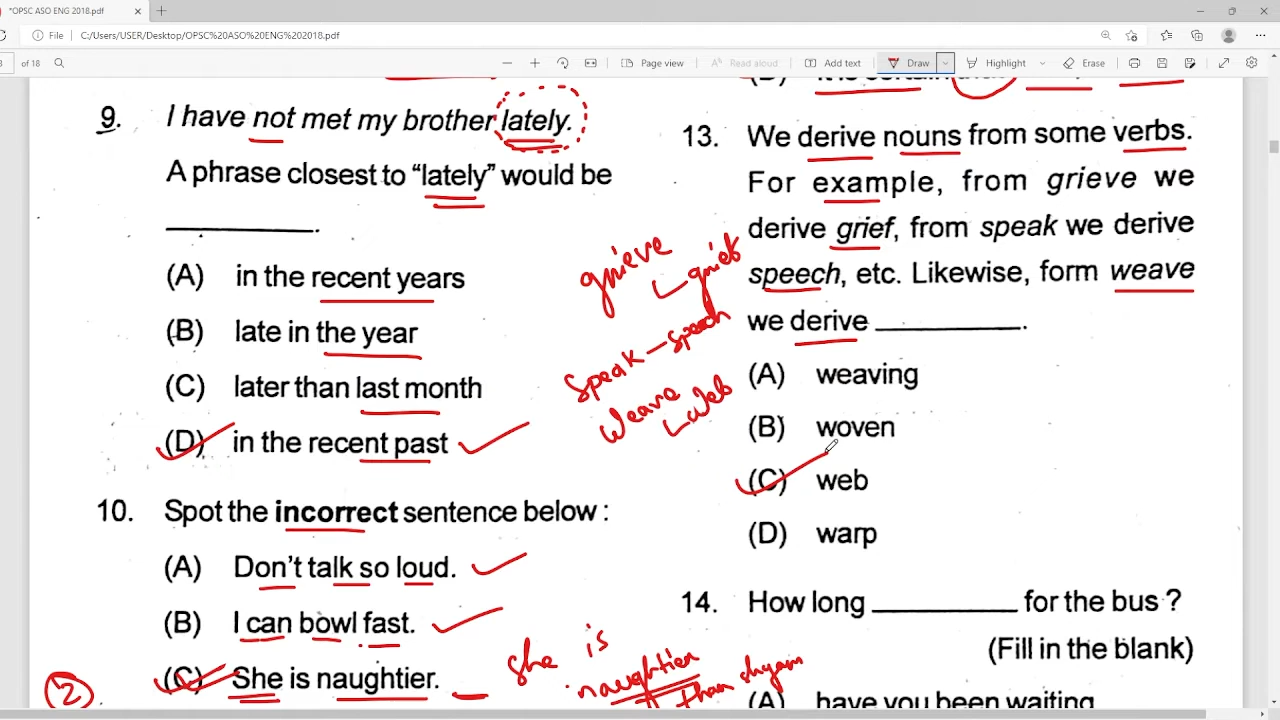 *OPSC ASO ENG 2018.pdf
File
C:/Users/USER/Desktop/OPSC%20ASO%20ENG%202018.pdf
of 18
Page view
Read aloud
Add text
Draw
Highlight
Erase
9. I have not met my brother lately.
A phrase closest to “lately” would be
____________.
(A) in the recent years
(B) late in the year
(C) later than last month
(D) in the recent past
10. Spot the incorrect sentence below :
(A) Don't talk so loud.
(B) I can bowl fast.
(C) She is naughtier.
2
grieve
grief
speak – speech
weave
web
she is
naughtier
than shyam
13. We derive nouns from some verbs.
For example, from grieve we
derive grief, from speak we derive
speech, etc. Likewise, form weave
we derive ____________.
(A) weaving
(B) woven
(C) web
(D) warp
14. How long ____________ for the bus ?
(Fill in the blank)
(A) have you been waiting